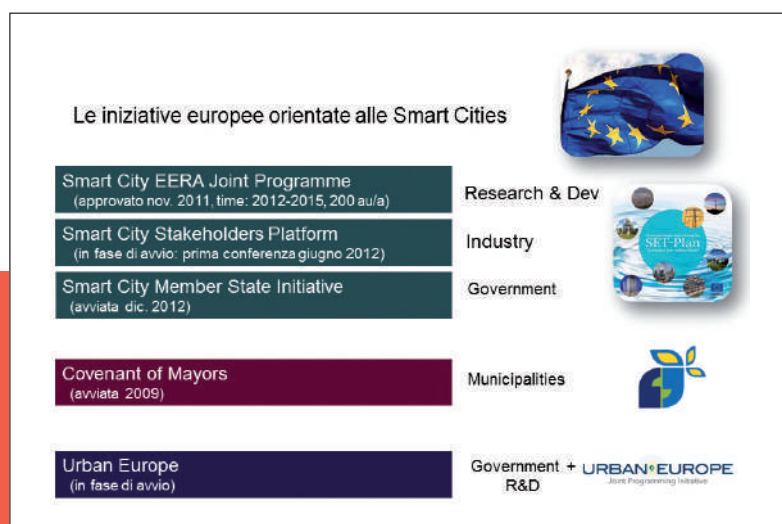 Le iniziative europee orientate alle Smart Cities
Smart City EERA Joint Programme
(approvato nov. 2011, time: 2012-2015, 200 au/a)
Research & Dev
Smart City Stakeholders Platform
(in fase di avvio: prima conferenza giugno 2012)
Industry
SET-Plan
Smart City Member State Initiative
(avviata dic. 2012)
Government
Covenant of Mayors
(avviata 2009)
Municipalities
Urban Europe
(in fase di avvio)
Government +
R&D
URBAN EUROPE
Joint Programming Initiative